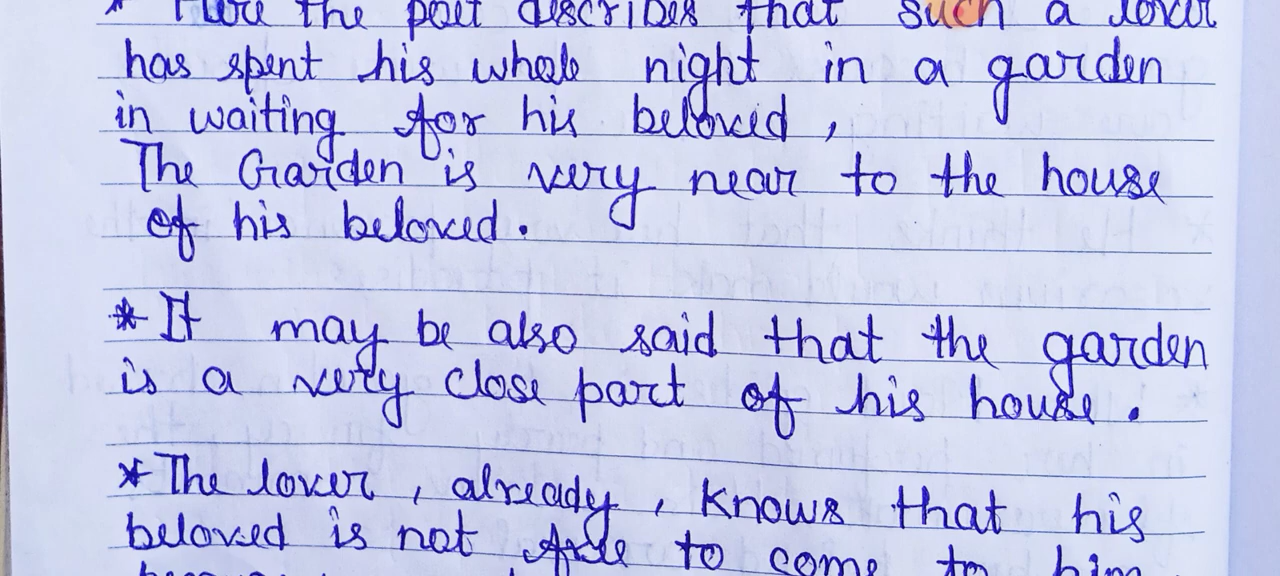 * Here the poet describes that such a lover
has spent his whole night in a garden
in waiting for his beloved,
The Garden is very near to the house
of his beloved.
* It may be also said that the garden
is a very close part of his house.
* The lover, already, knows that his
beloved is not free to come to him